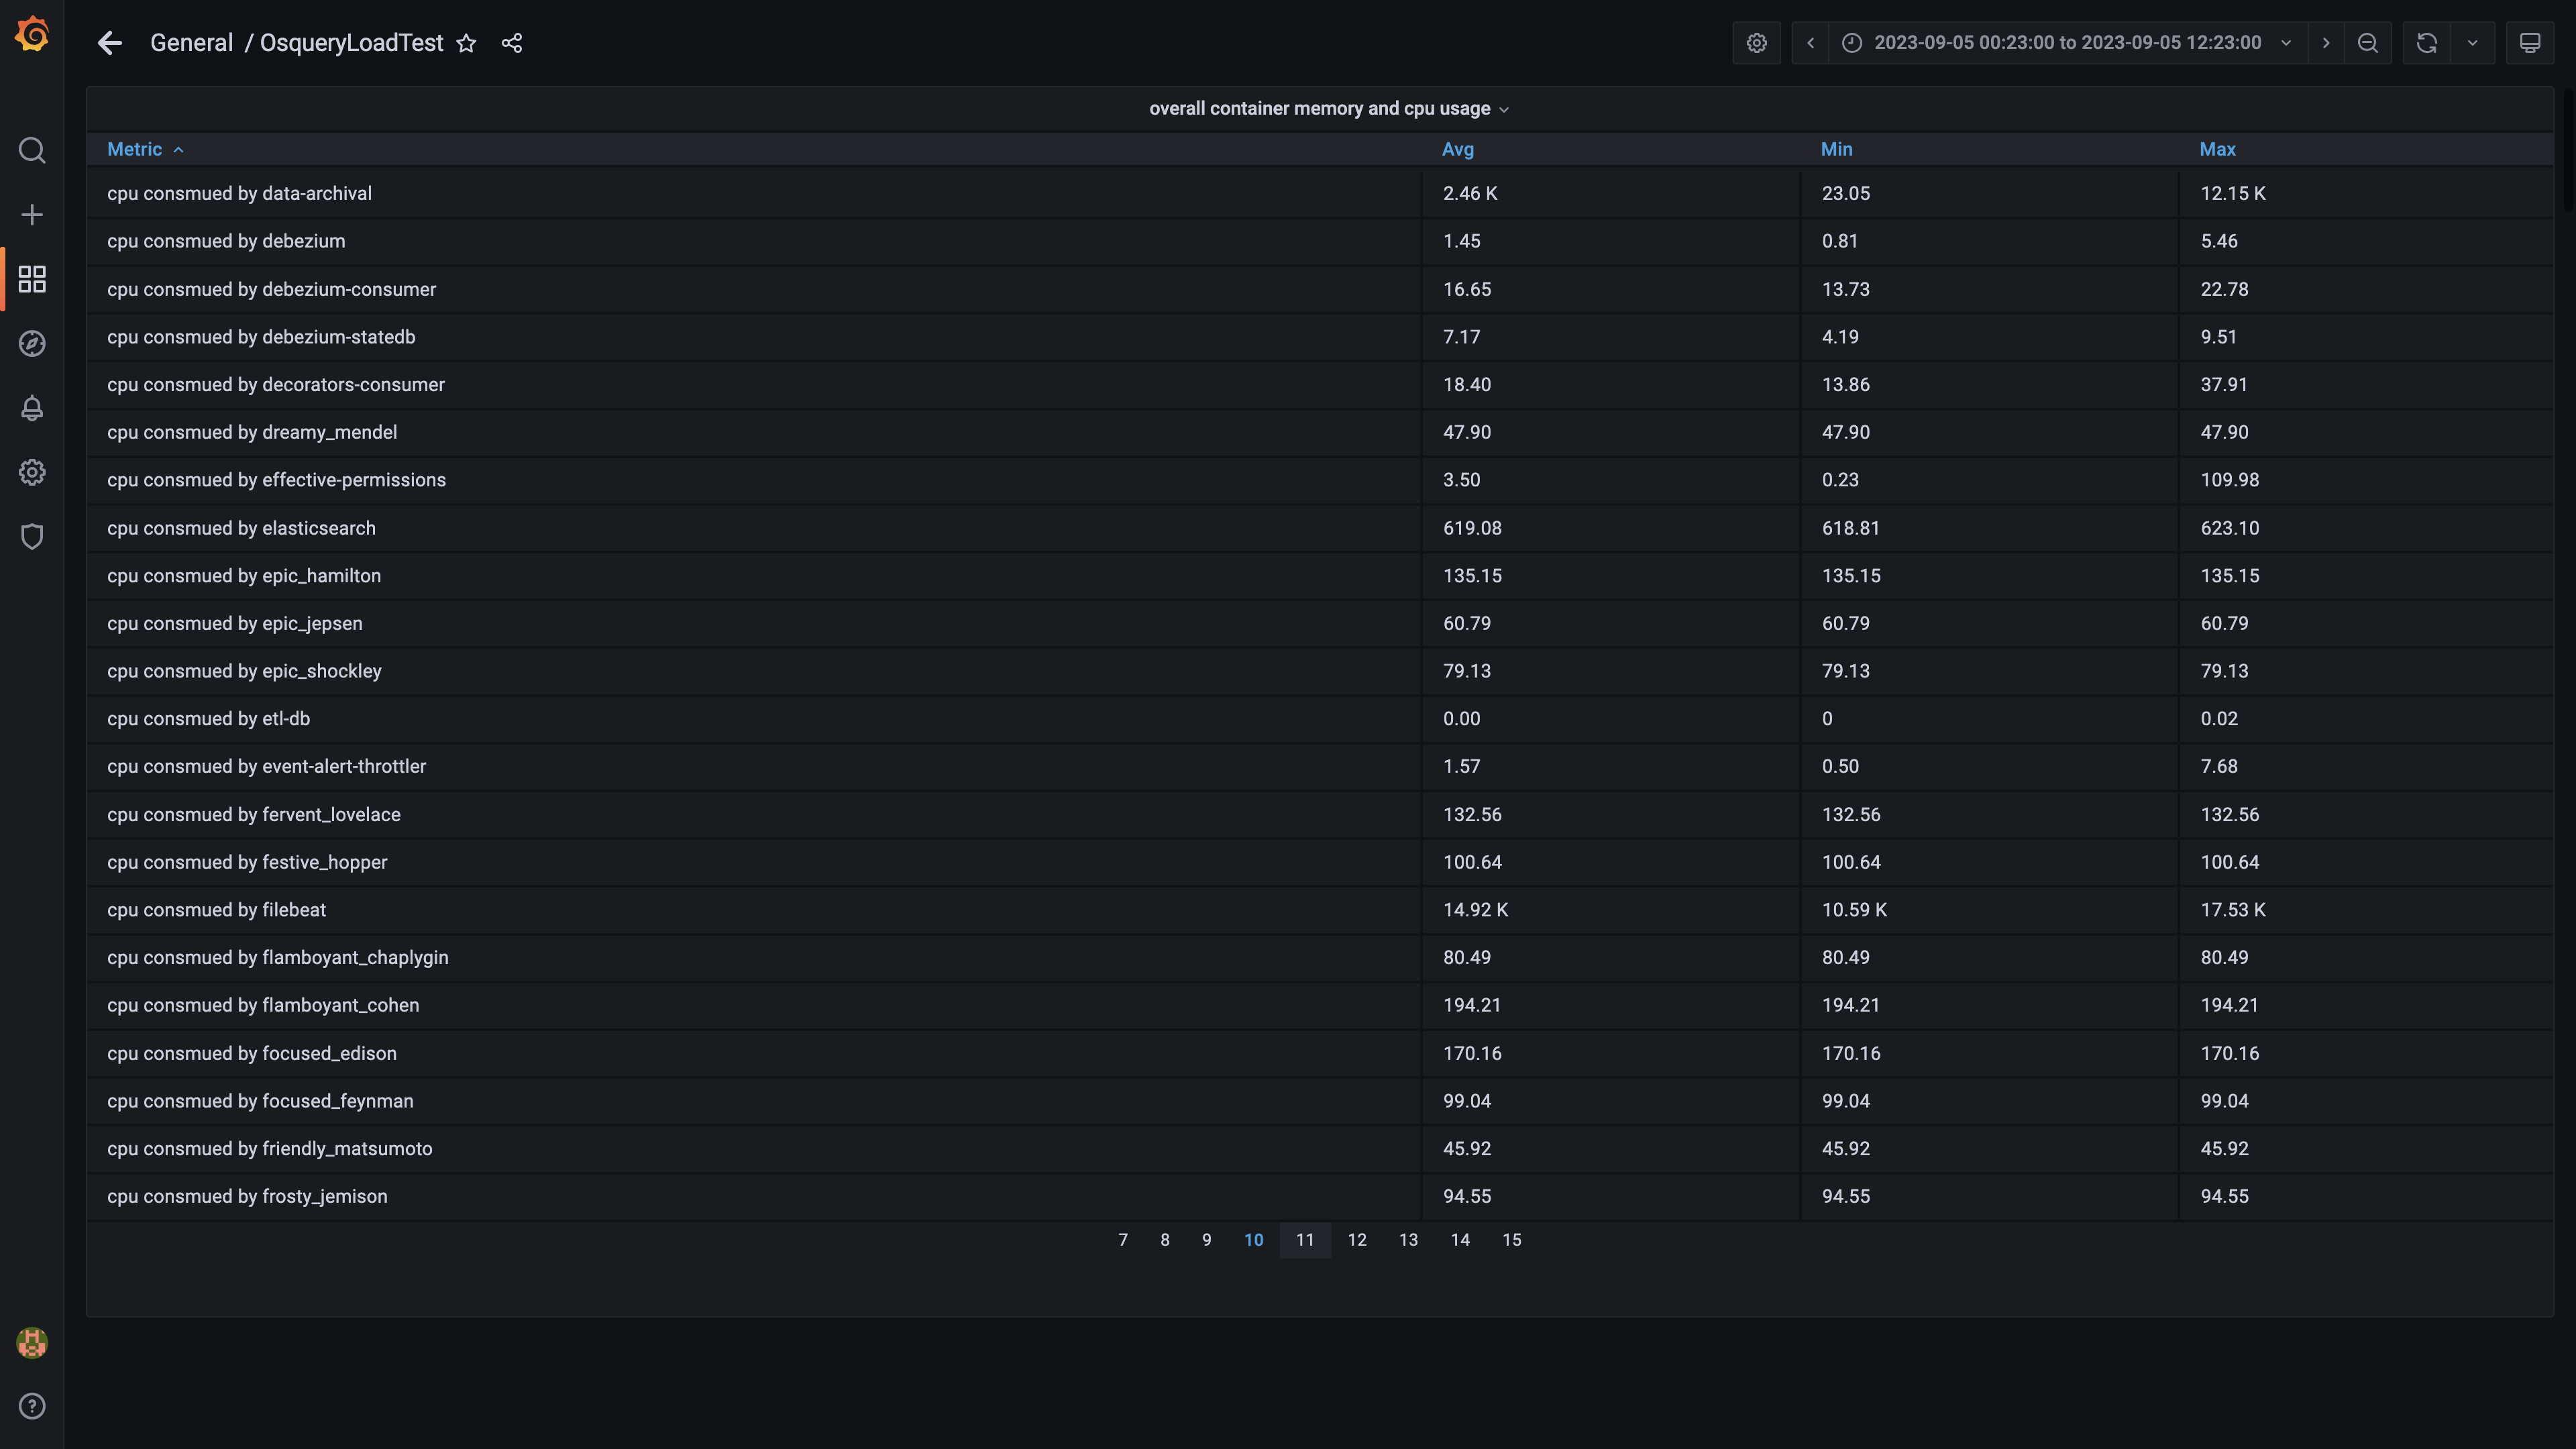 General / OsqueryLoadTest
2023-09-05 00:23:00 to 2023-09-05 12:23:00
overall container memory and cpu usage
Metric Avg Min Max
cpu consmued by data-archival 2.46 K 23.05 12.15 K
cpu consmued by debezium 1.45 0.81 5.46
cpu consmued by debezium-consumer 16.65 13.73 22.78
cpu consmued by debezium-statedb 7.17 4.19 9.51
cpu consmued by decorators-consumer 18.40 13.86 37.91
cpu consmued by dreamy_mendel 47.90 47.90 47.90
cpu consmued by effective-permissions 3.50 0.23 109.98
cpu consmued by elasticsearch 619.08 618.81 623.10
cpu consmued by epic_hamilton 135.15 135.15 135.15
cpu consmued by epic_jepsen 60.79 60.79 60.79
cpu consmued by epic_shockley 79.13 79.13 79.13
cpu consmued by etl-db 0.00 0 0.02
cpu consmued by event-alert-throttler 1.57 0.50 7.68
cpu consmued by fervent_lovelace 132.56 132.56 132.56
cpu consmued by festive_hopper 100.64 100.64 100.64
cpu consmued by filebeat 14.92 K 10.59 K 17.53 K
cpu consmued by flamboyant_chaplygin 80.49 80.49 80.49
cpu consmued by flamboyant_cohen 194.21 194.21 194.21
cpu consmued by focused_edison 170.16 170.16 170.16
cpu consmued by focused_feynman 99.04 99.04 99.04
cpu consmued by friendly_matsumoto 45.92 45.92 45.92
cpu consmued by frosty_jemison 94.55 94.55 94.55
7 8 9 10 11 12 13 14 15